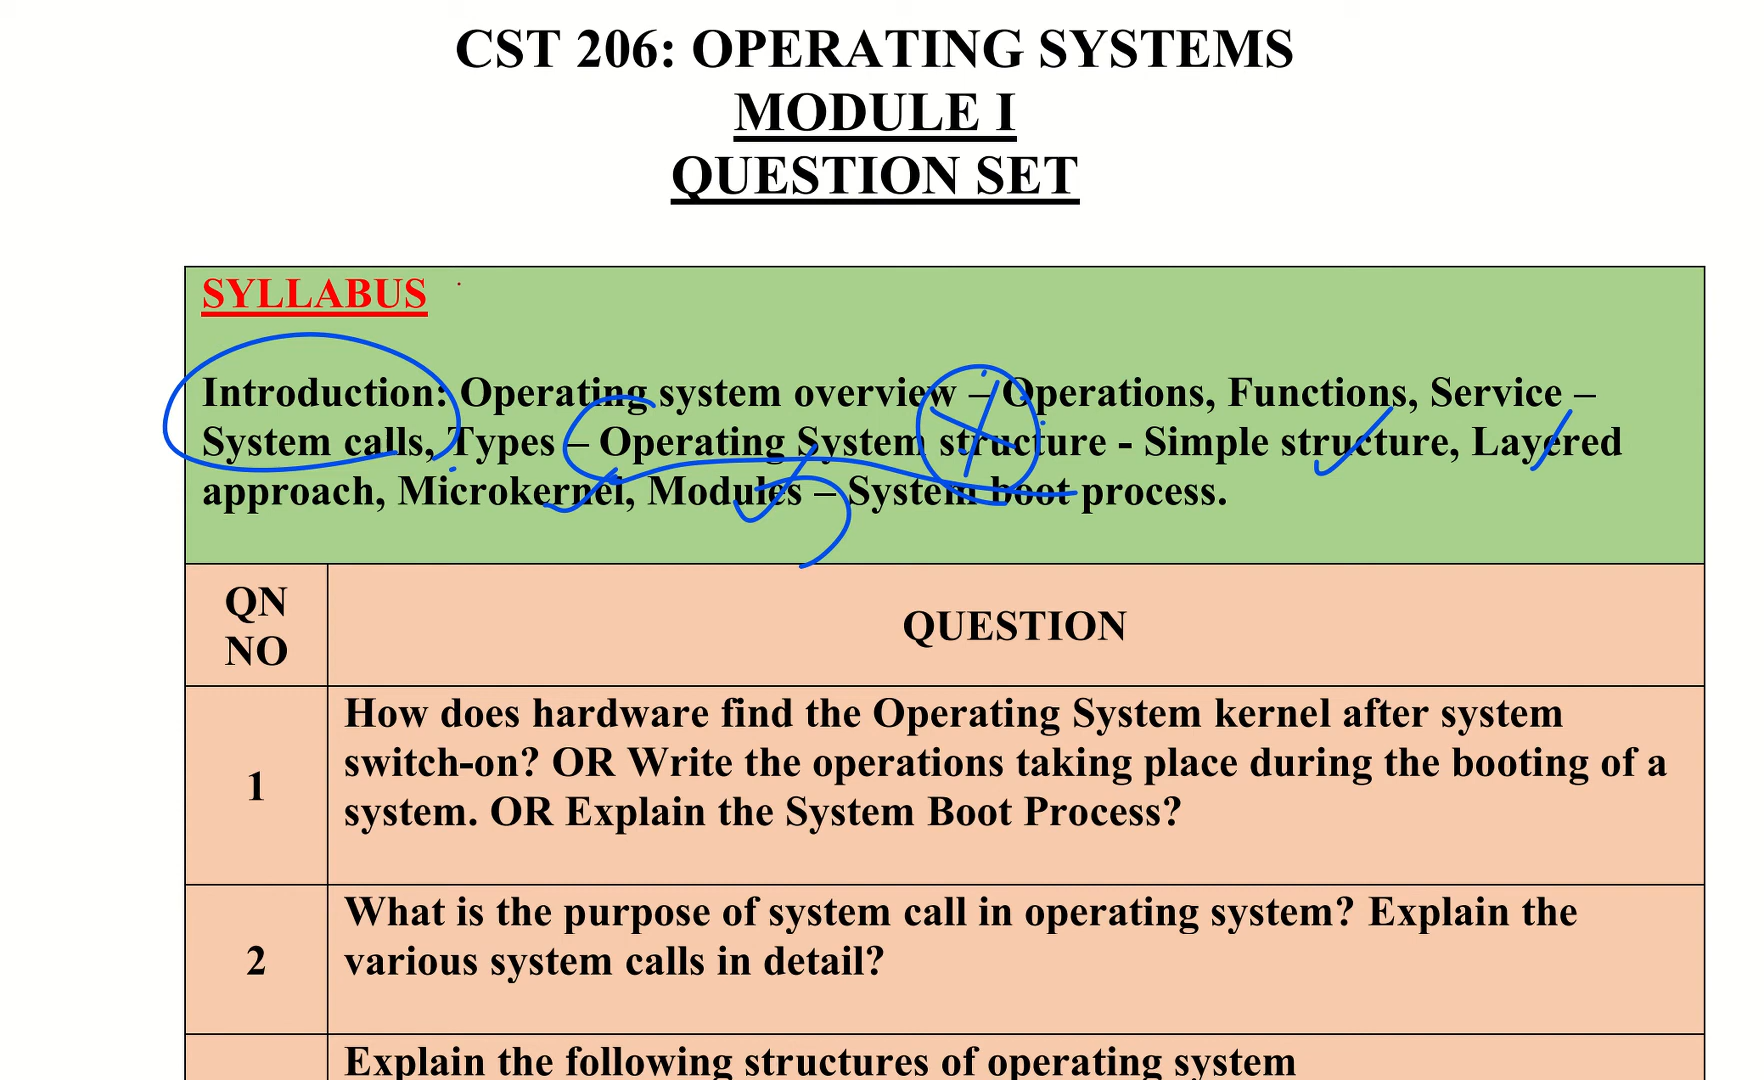 CST 206: OPERATING SYSTEMS
MODULE I
QUESTION SET
SYLLABUS
Introduction: Operating system overview – Operations, Functions, Service –
System calls, Types – Operating System structure - Simple structure, Layered
approach, Microkernel, Modules – System boot process.
QN
NO
QUESTION
1
How does hardware find the Operating System kernel after system
switch-on? OR Write the operations taking place during the booting of a
system. OR Explain the System Boot Process?
2
What is the purpose of system call in operating system? Explain the
various system calls in detail?
Explain the following structures of operating system